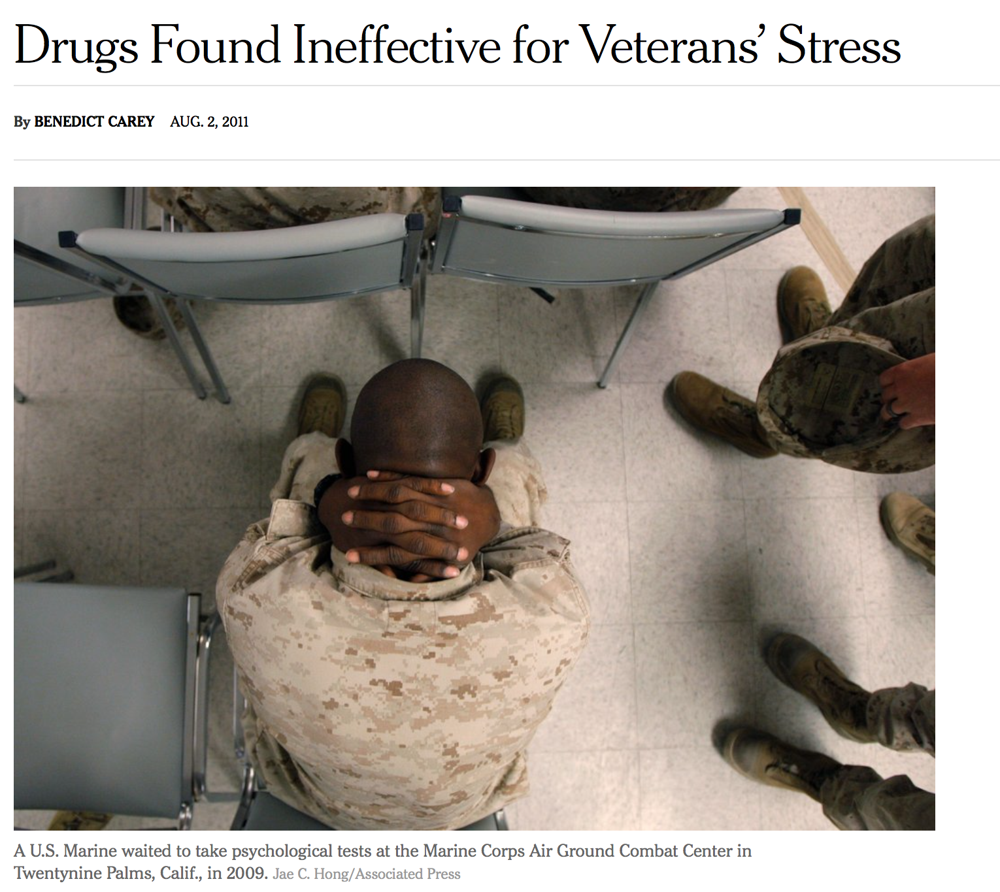 Drugs Found Ineffective for Veterans’ Stress
By BENEDICT CAREY AUG. 2, 2011
A U.S. Marine waited to take psychological tests at the Marine Corps Air Ground Combat Center in
Twentynine Palms, Calif., in 2009. Jae C. Hong/Associated Press